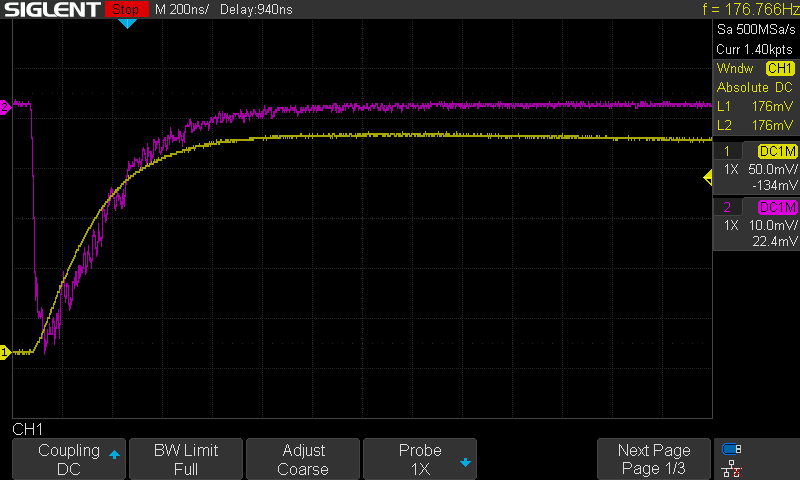 SIGLENT Stop M 200ns/ Delay:940ns f = 176.766Hz
Sa 500MSa/s
Curr 1.40kpts
Wndw CH1
Absolute DC
L1 176mV
L2 176mV
1 DC1M
1X 50.0mV/
-134mV
2 DC1M
1X 10.0mV/
22.4mV
2
1
CH1
Coupling
DC
BW Limit
Full
Adjust
Coarse
Probe
1X
Next Page
Page 1/3